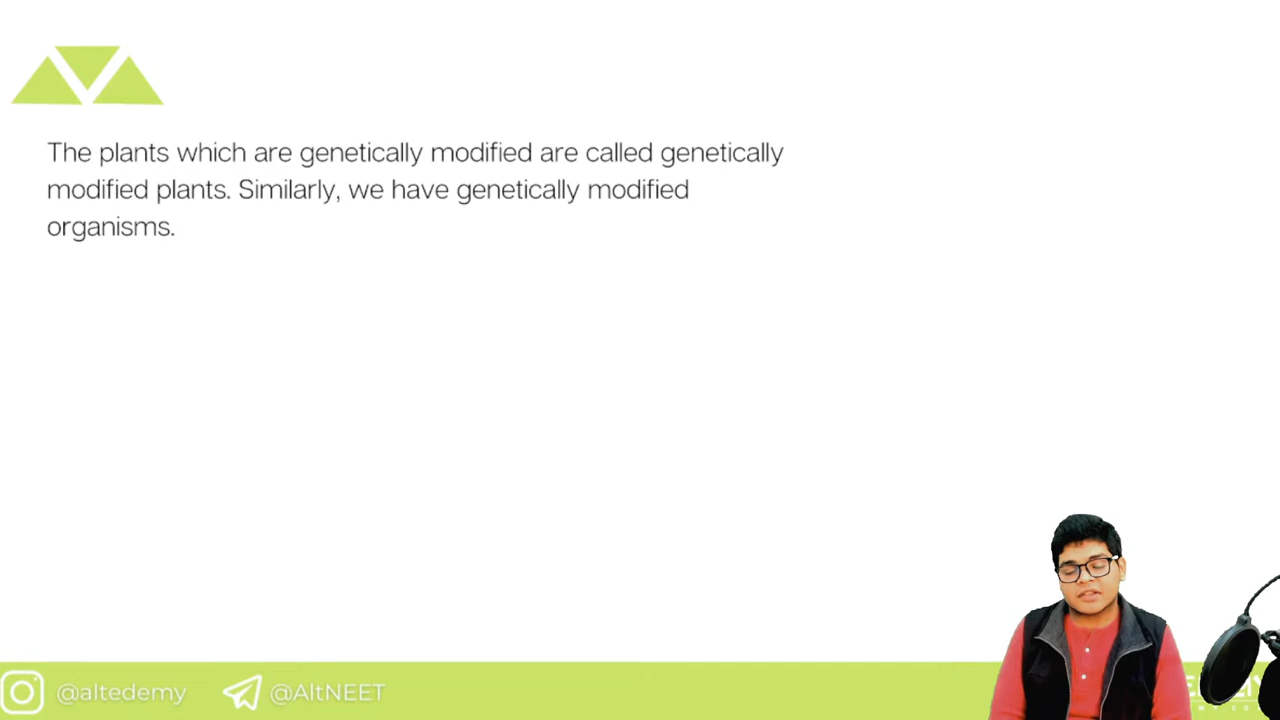 The plants which are genetically modified are called genetically
modified plants. Similarly, we have genetically modified
organisms.
@altedemy @AltNEET